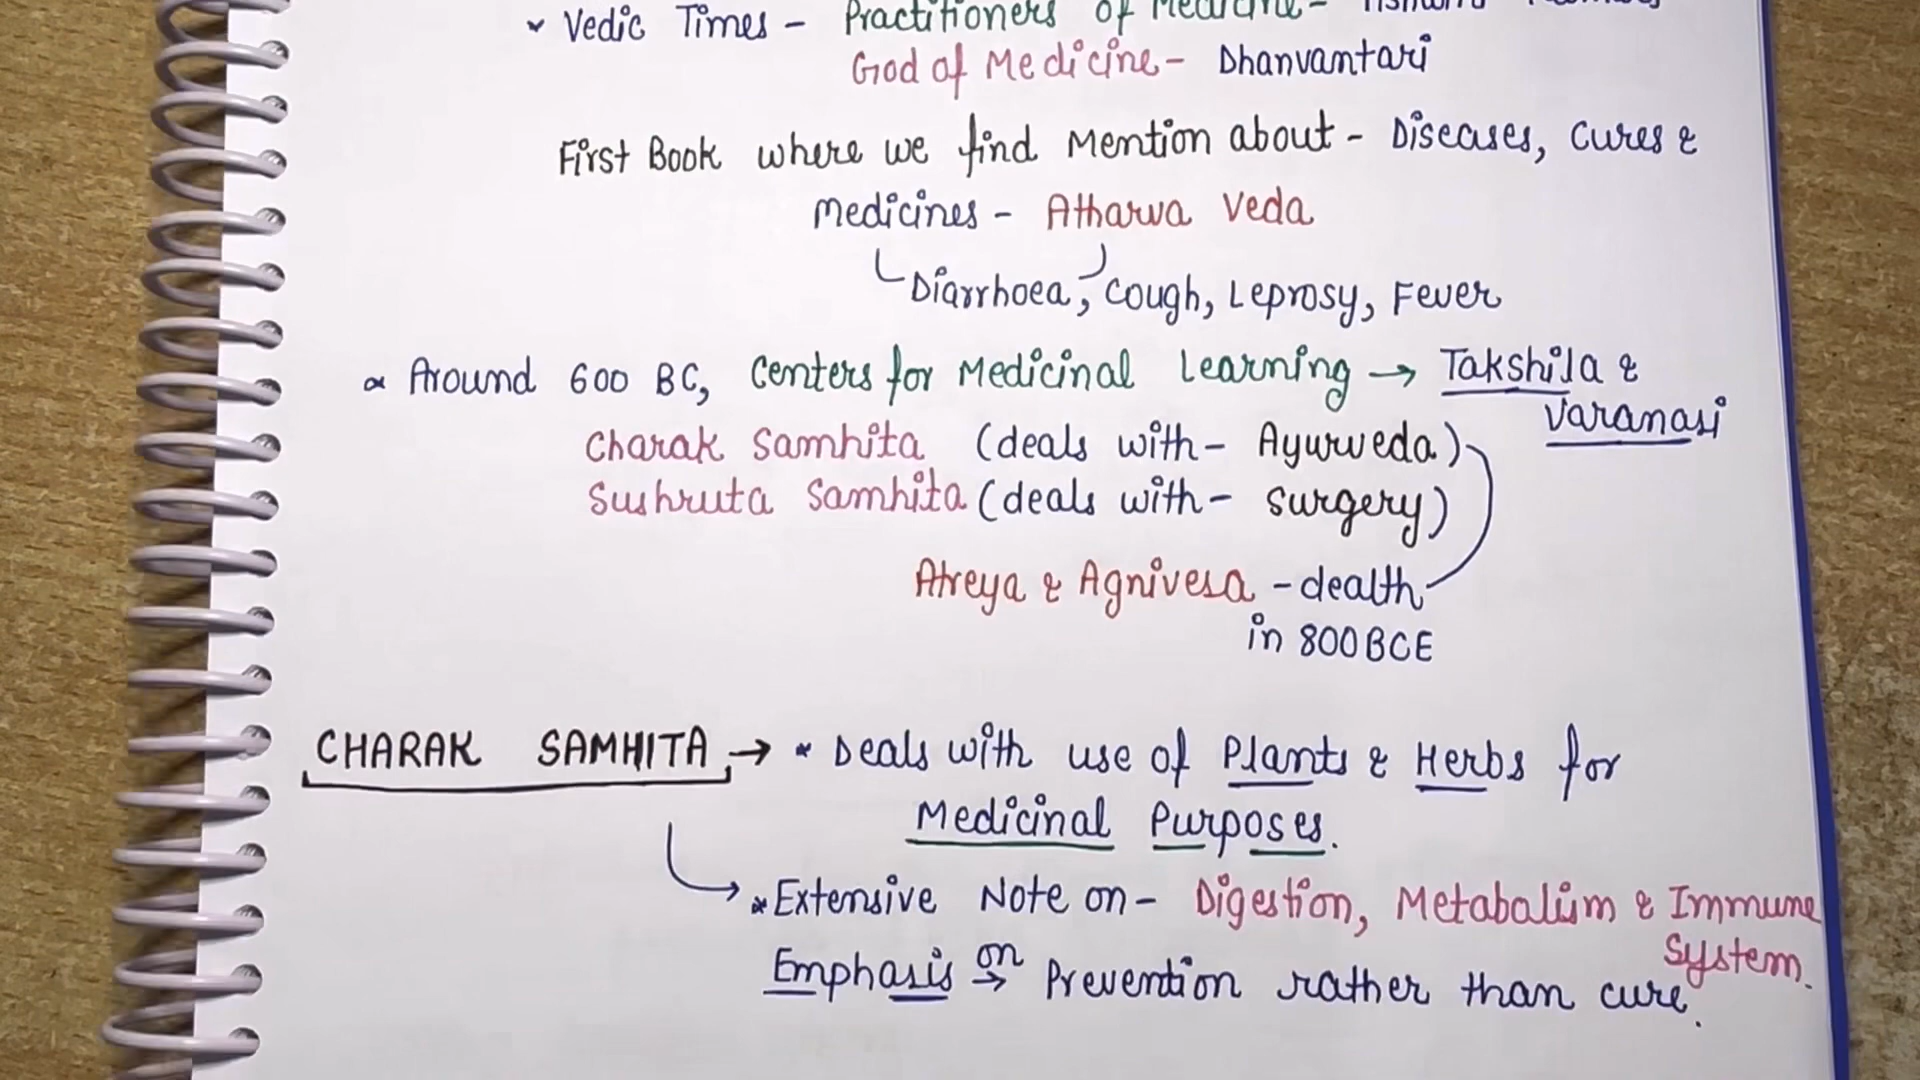 Vedic Times - Practitioners of Medicine-
God of Medicine- Dhanvantari
First Book where we find Mention about - Diseases, Cures &
Medicines - Atharva Veda
Diarrhoea, Cough, Leprosy, Fever
Around 600 BC, Centers for Medicinal Learning → Takshila &
Varanasi
Charak Samhita (deals with- Ayurveda)
Sushruta Samhita (deals with- Surgery)
Atreya & Agnivesa - dealth
in 800 BCE
CHARAK SAMHITA → * Deals with use of Plants & Herbs for
Medicinal Purposes.
* Extensive Note on- Digestion, Metabalism & Immune
System.
Emphasis on → Prevention rather than cure.